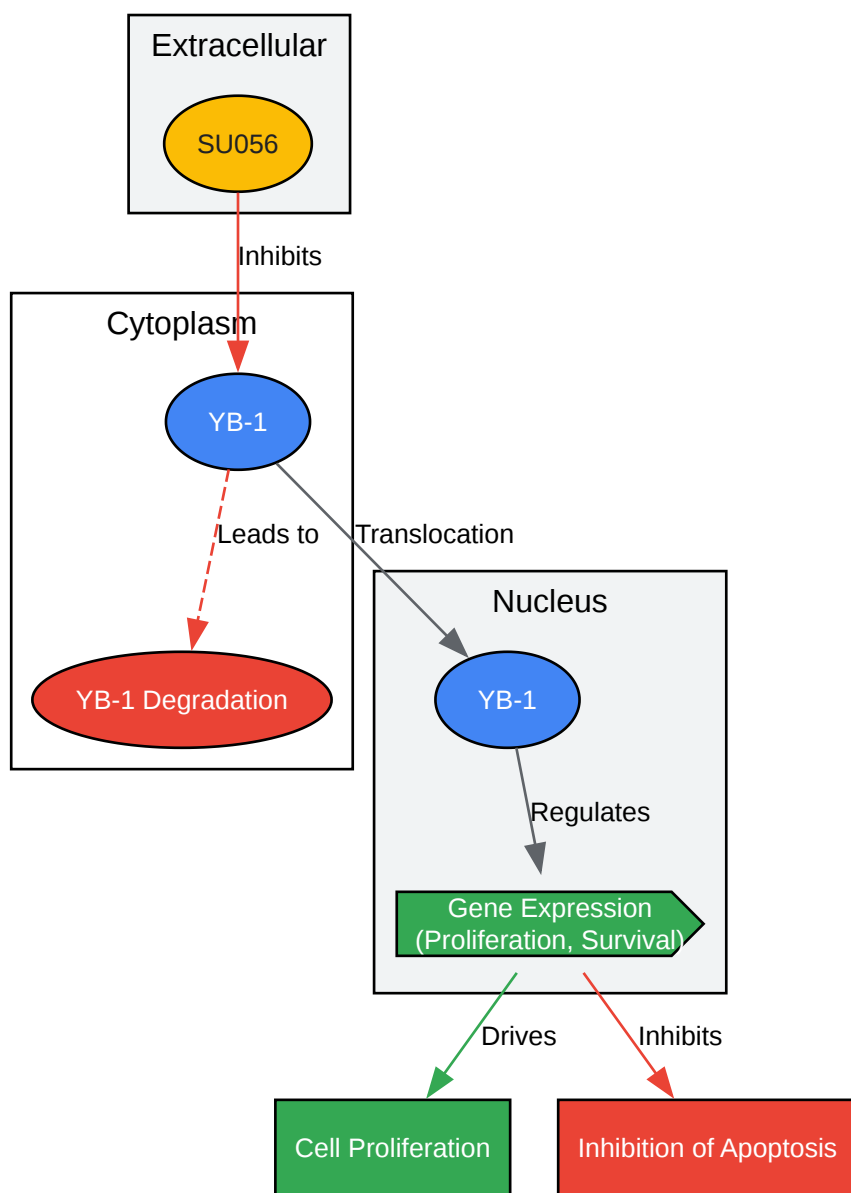 Extracellular
SU056
Inhibits
Cytoplasm
YB-1
Leads to
Translocation
Nucleus
YB-1 Degradation
YB-1
Regulates
Gene Expression
(Proliferation, Survival)
Drives
Inhibits
Cell Proliferation
Inhibition of Apoptosis